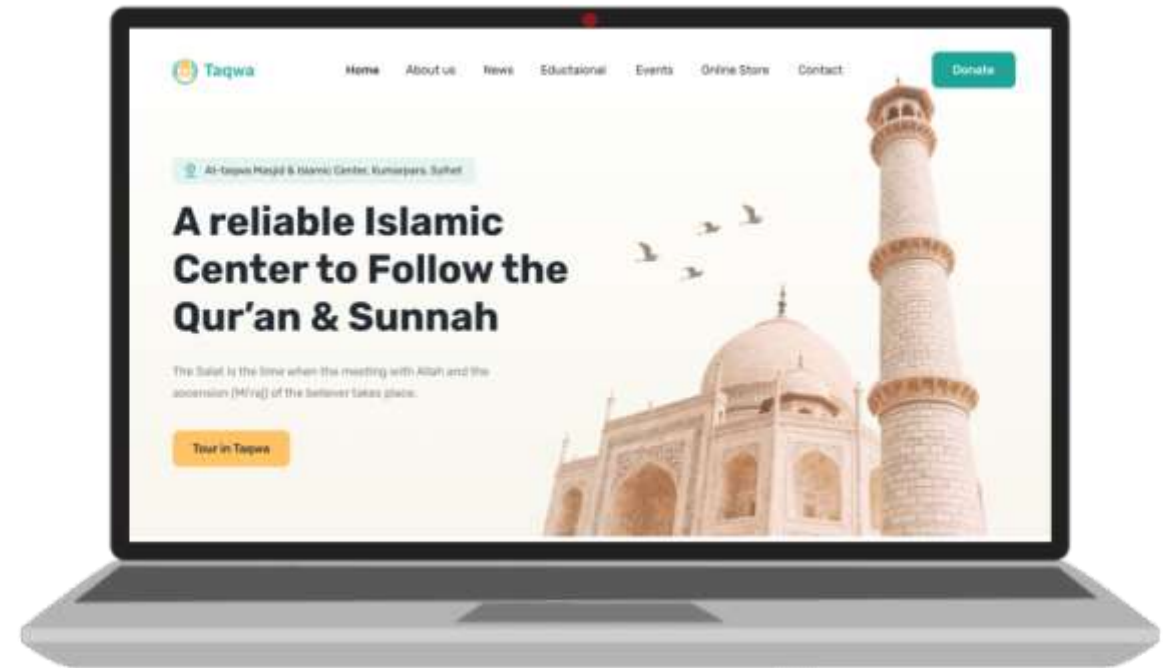 Taqwa
Home About us News Edustaional Events Online Store Contact
Donate
At-taqwa Masjid & Islamic Center, Kumarpara, Sylhet
A reliable Islamic
Center to Follow the
Qur’an & Sunnah
The Salat is the time when the meeting with Allah and the
ascension (Mi'raj) of the believer takes place.
Tour in Taqwa